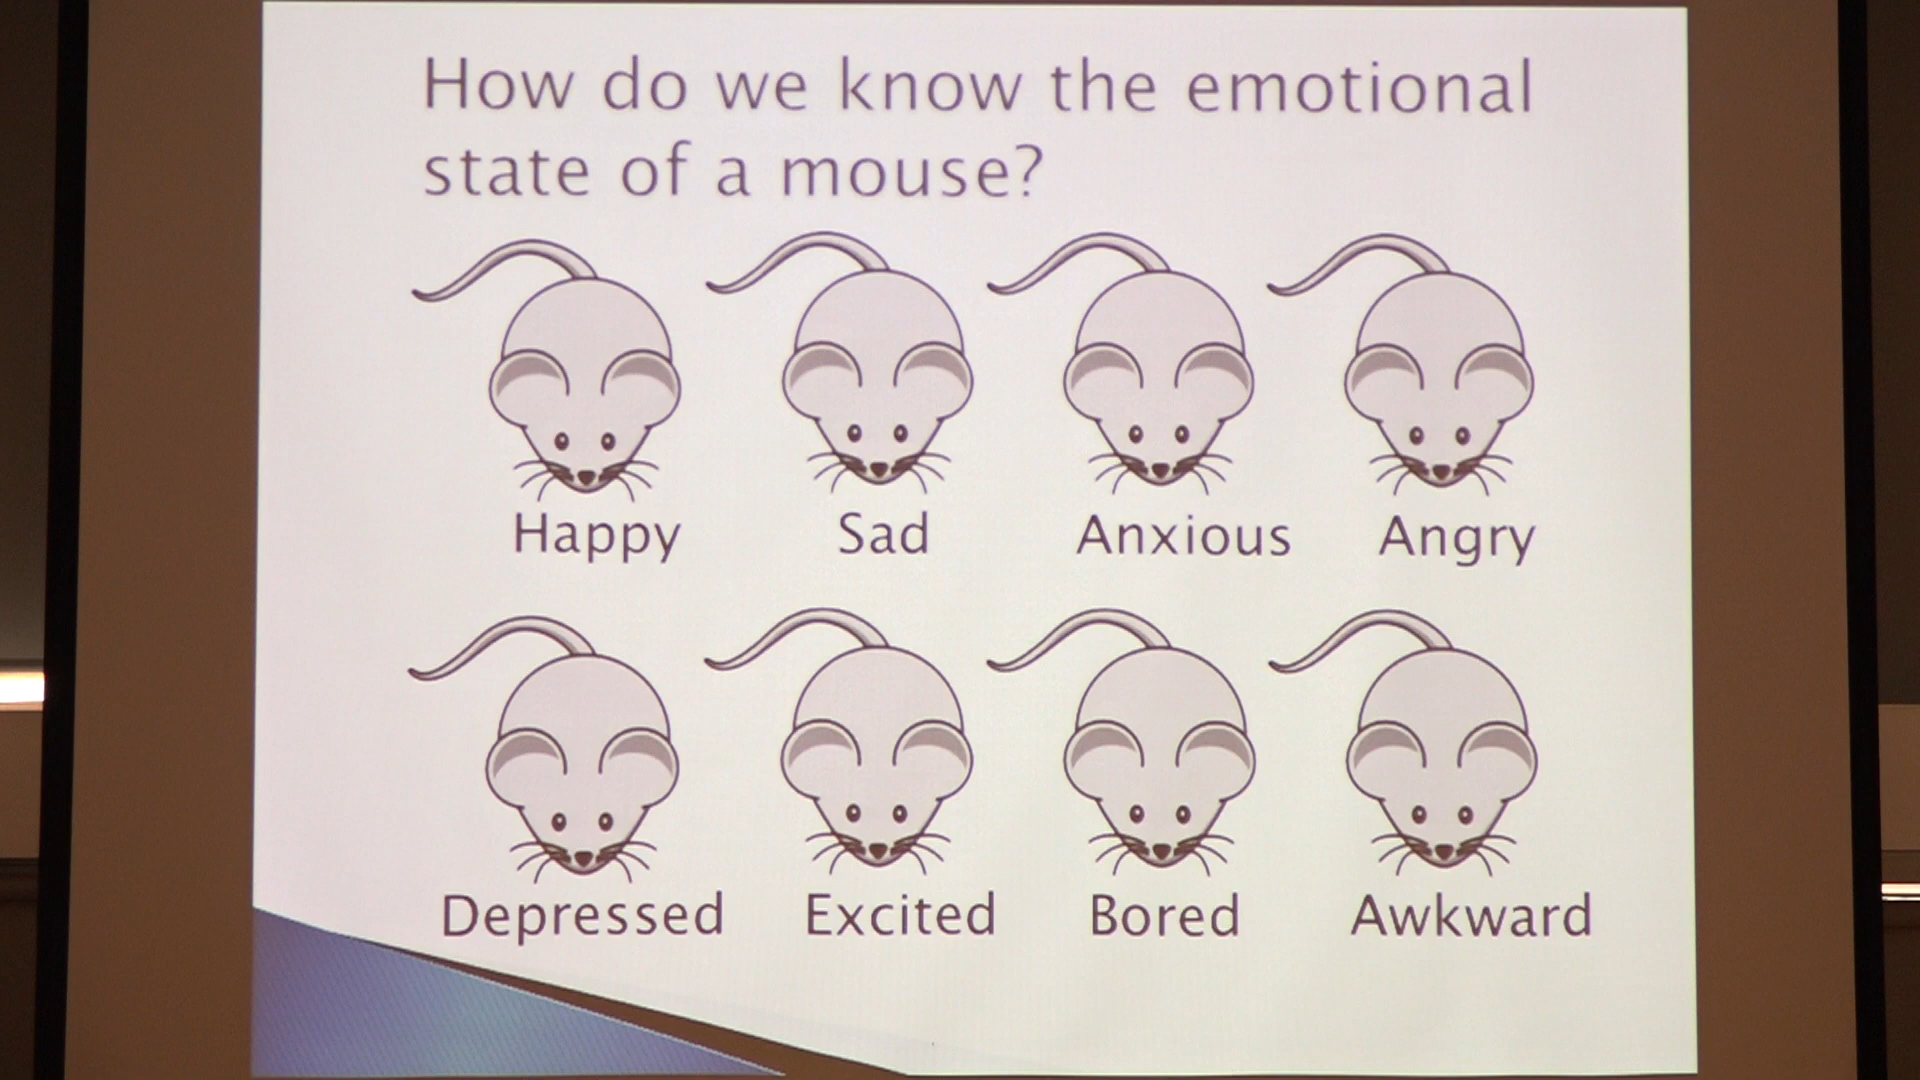 How do we know the emotional
state of a mouse?
Happy Sad Anxious Angry
Depressed Excited Bored Awkward